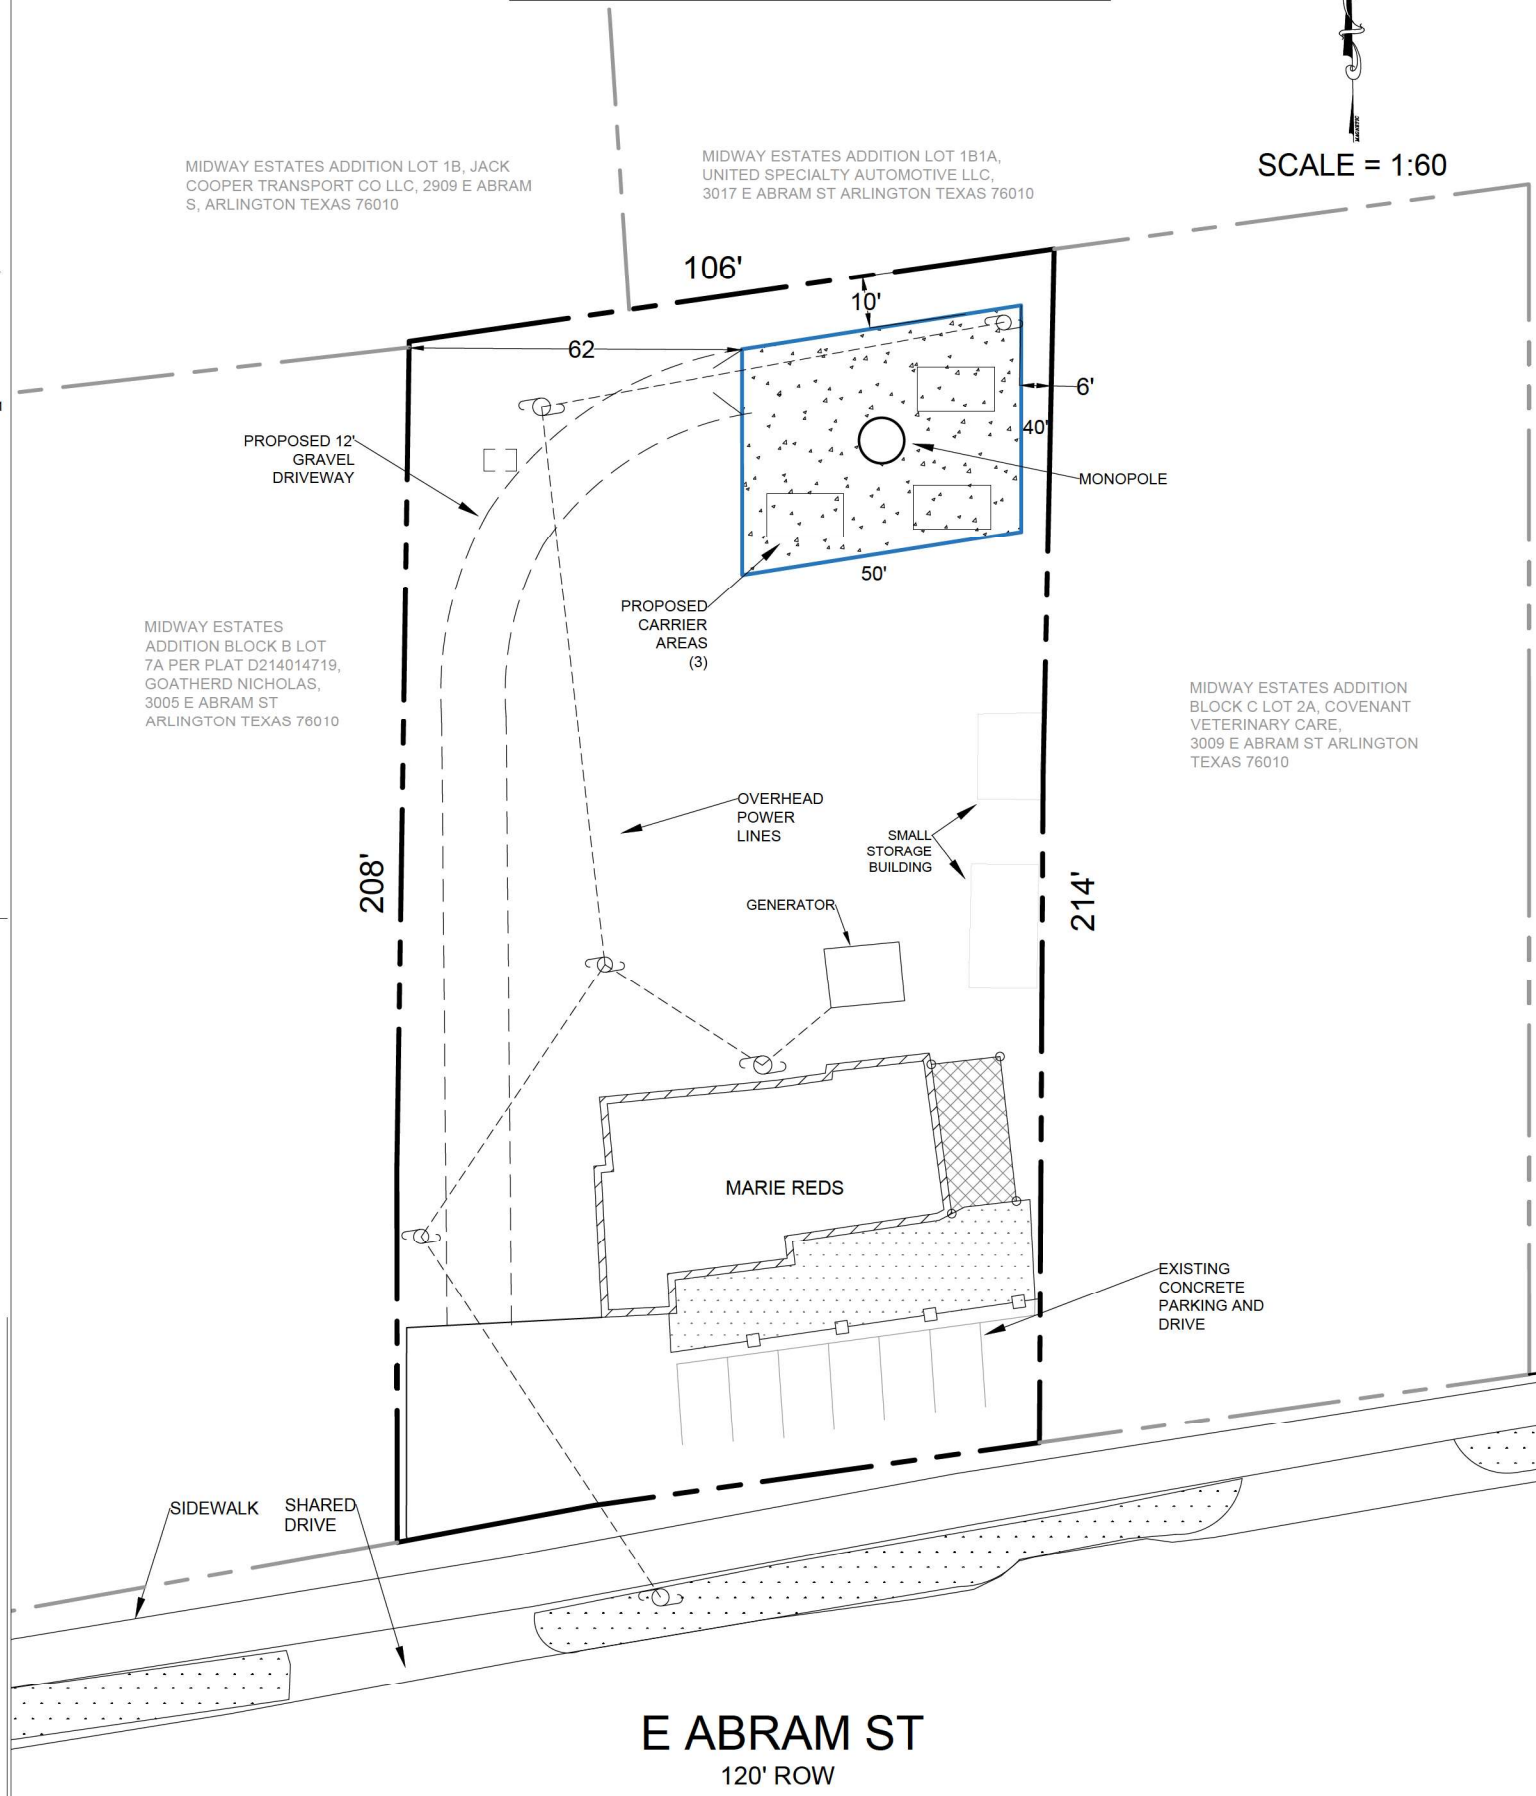 MIDWAY ESTATES ADDITION LOT 1B, JACK
COOPER TRANSPORT CO LLC, 2909 E ABRAM
S, ARLINGTON TEXAS 76010
MIDWAY ESTATES ADDITION LOT 1B1A,
UNITED SPECIALTY AUTOMOTIVE LLC,
3017 E ABRAM ST ARLINGTON TEXAS 76010
MAGNETIC
SCALE = 1:60
106'
10'
62
6'
40'
PROPOSED 12'
GRAVEL
DRIVEWAY
MONOPOLE
50'
PROPOSED
CARRIER
AREAS
(3)
MIDWAY ESTATES
ADDITION BLOCK B LOT
7A PER PLAT D214014719,
GOATHERD NICHOLAS,
3005 E ABRAM ST
ARLINGTON TEXAS 76010
MIDWAY ESTATES ADDITION
BLOCK C LOT 2A, COVENANT
VETERINARY CARE,
3009 E ABRAM ST ARLINGTON
TEXAS 76010
OVERHEAD
POWER
LINES
SMALL
STORAGE
BUILDING
208'
214'
GENERATOR
MARIE REDS
EXISTING
CONCRETE
PARKING AND
DRIVE
SIDEWALK
SHARED
DRIVE
E ABRAM ST
120' ROW